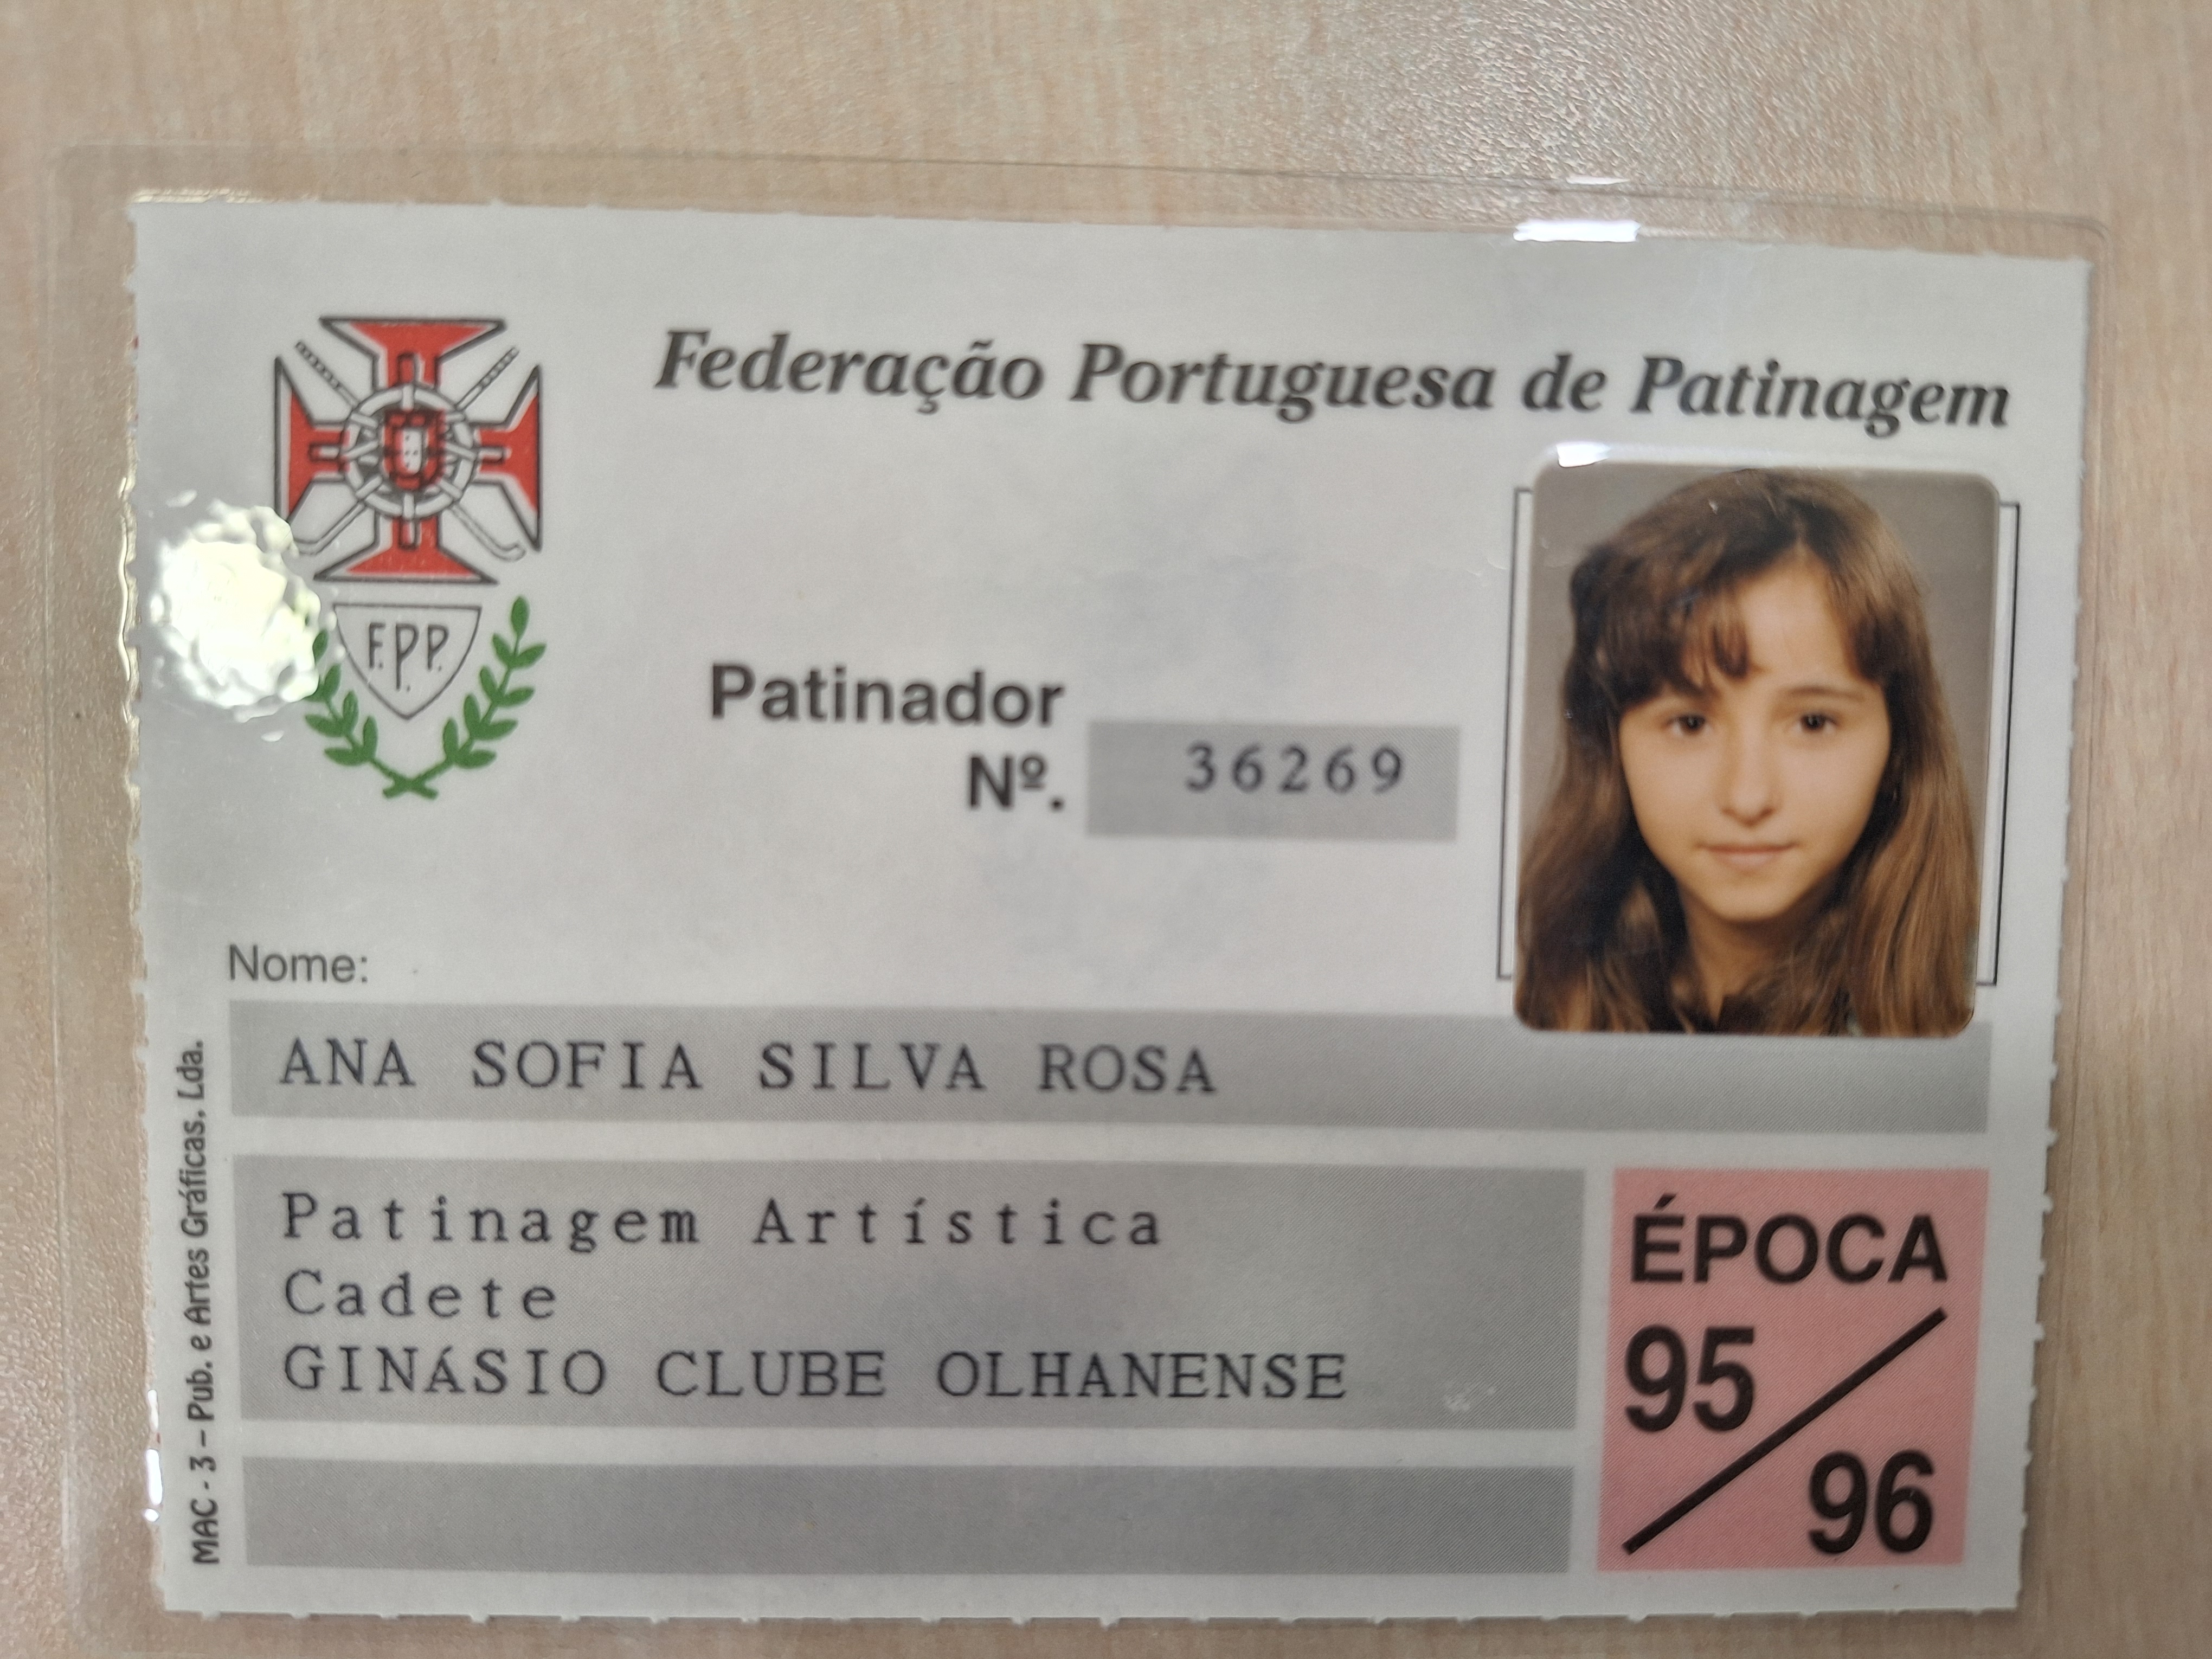 Federação Portuguesa de Patinagem
F.P.P.
Patinador
Nº. 36269
Nome:
ANA SOFIA SILVA ROSA
Patinagem Artística
Cadete
GINÁSIO CLUBE OLHANENSE
ÉPOCA
95/96
MAC - 3 - Pub. e Artes Gráficas, Lda.